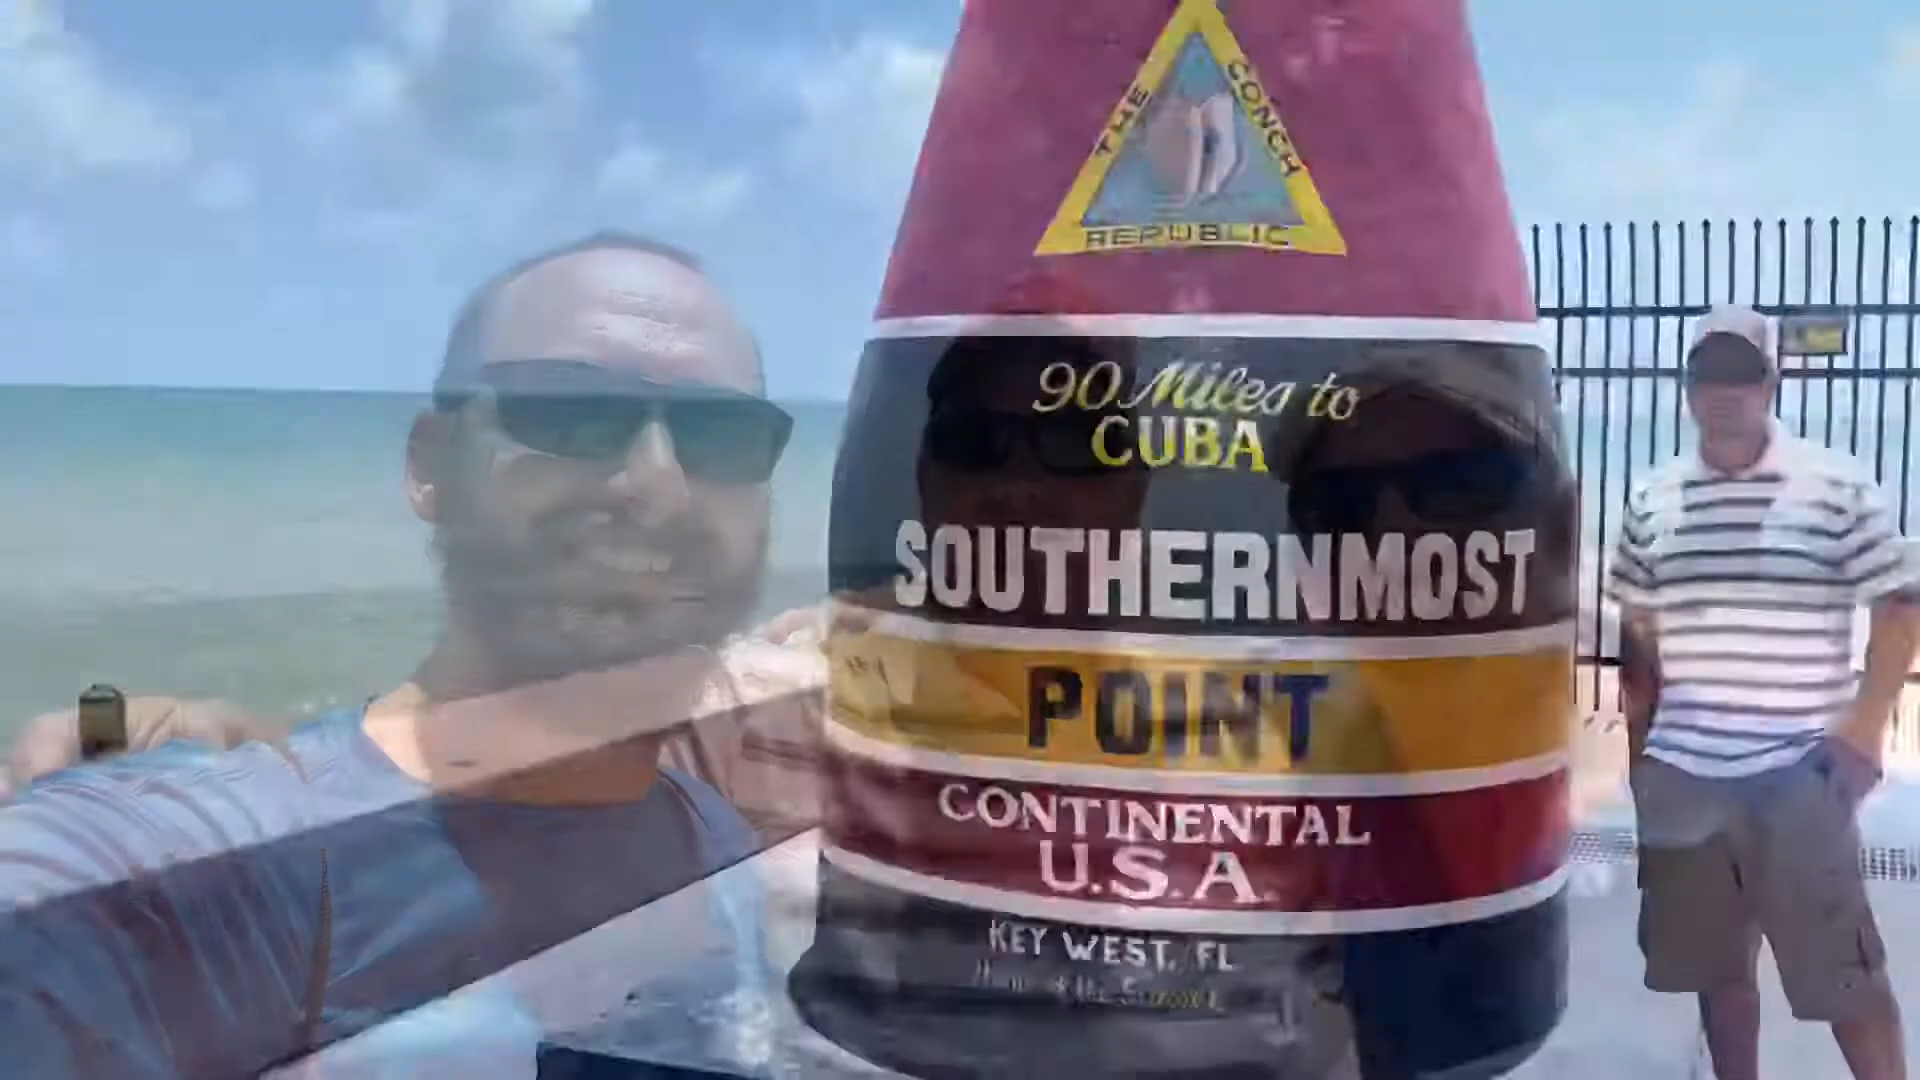 THE CONCH
REPUBLIC
90 Miles to
CUBA
SOUTHERNMOST
POINT
CONTINENTAL
U.S.A.
KEY WEST, FL